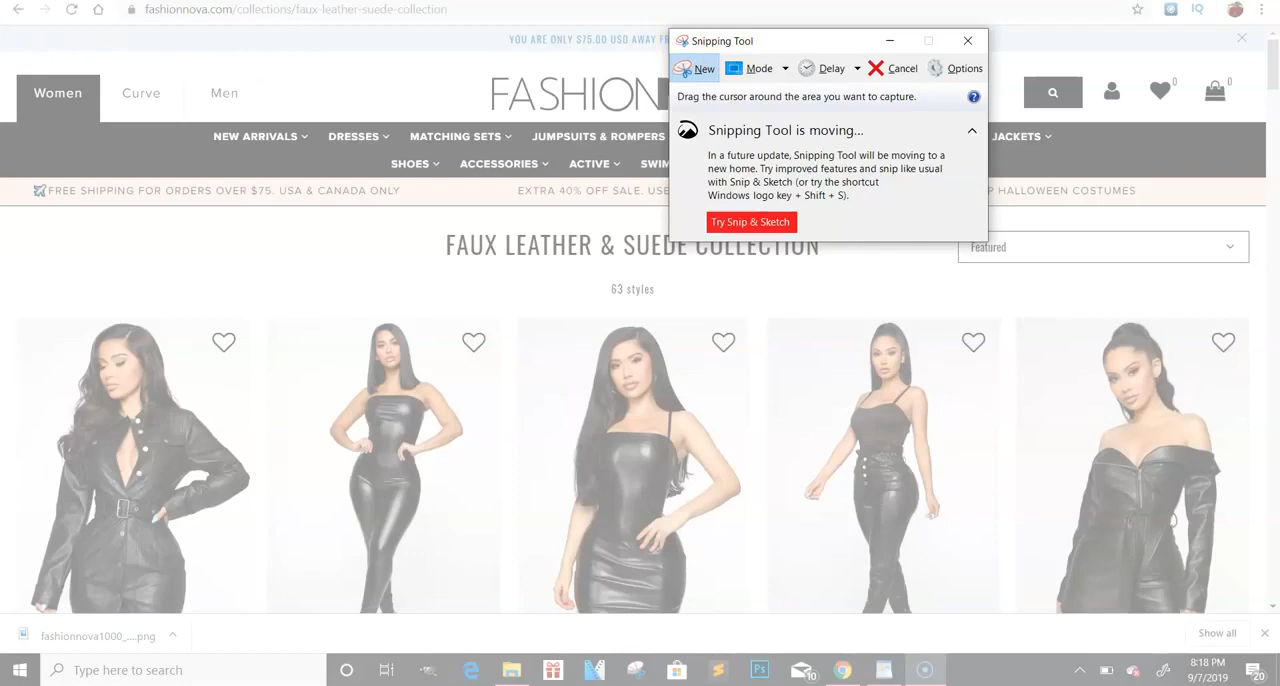 fashionnova.com/collections/faux-leather-suede-collection
IQ
YOU ARE ONLY $75.00 USD AWAY
Snipping Tool
New
Mode
Delay
Cancel
Options
Drag the cursor around the area you want to capture.
?
Snipping Tool is moving...
In a future update, Snipping Tool will be moving to a
new home. Try improved features and snip like usual
with Snip & Sketch (or try the shortcut
Windows logo key + Shift + S).
Try Snip & Sketch
Women
Curve
Men
FASHION
0
0
NEW ARRIVALS
DRESSES
MATCHING SETS
JUMPSUITS & ROMPERS
JACKETS
SHOES
ACCESSORIES
ACTIVE
FREE SHIPPING FOR ORDERS OVER $75. USA & CANADA ONLY
EXTRA 40% OFF SALE.
HALLOWEEN COSTUMES
FAUX LEATHER & SUEDE COLLECTION
Featured
63 styles
fashionnova1000_....png
Show all
Type here to search
Ps
10
8:18 PM
9/7/2019
20